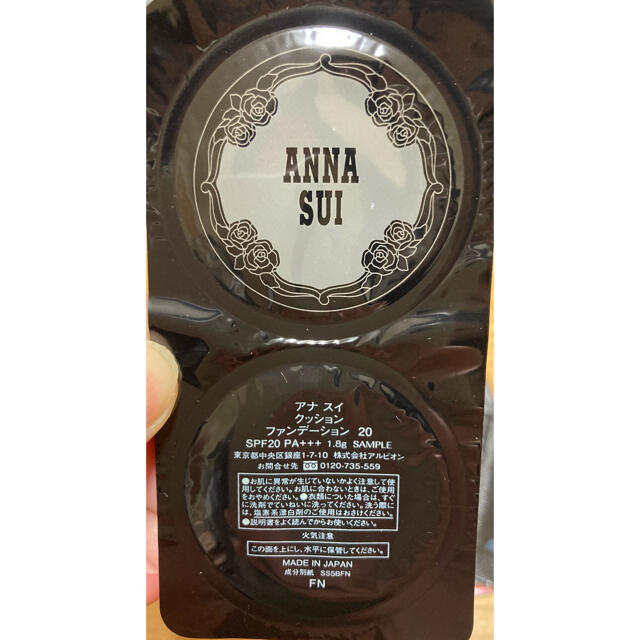 ANNA
SUI
アナ スイ
クッション
ファンデーション 20
SPF20 PA+++ 1.8g SAMPLE
東京都中央区銀座1-7-10 株式会社アルビオン
お問合せ先 0120-735-559
●お肌に異常が生じていないかよく注意して使
用してください。お肌に合わないときは、ご使用
をおやめください。●衣類についた場合は、すぐ
に洗剤でていねいに洗ってください。洗う際に
は、塩素系漂白剤のご使用はおさけください。
●説明書をよく読んでからお使いください。
火気注意
この面を上にし、水平に保管してください。
MADE IN JAPAN
成分別紙 SS5BFN
FN